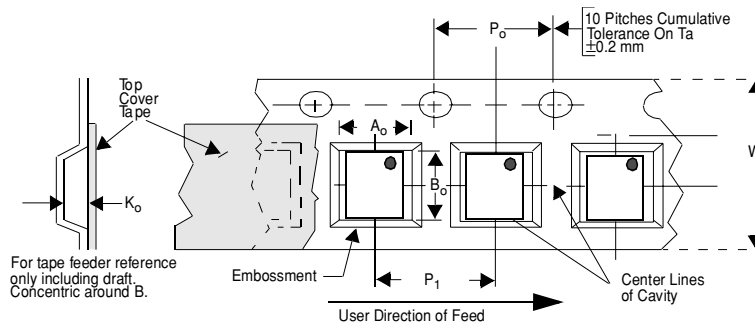 10 Pitches Cumulative
Tolerance On Ta
±0.2 mm
Po
Top
Cover
Tape
Ao
W
Bo
Ko
For tape feeder reference
only including draft.
Concentric around B.
Embossment
P1
Center Lines
of Cavity
User Direction of Feed